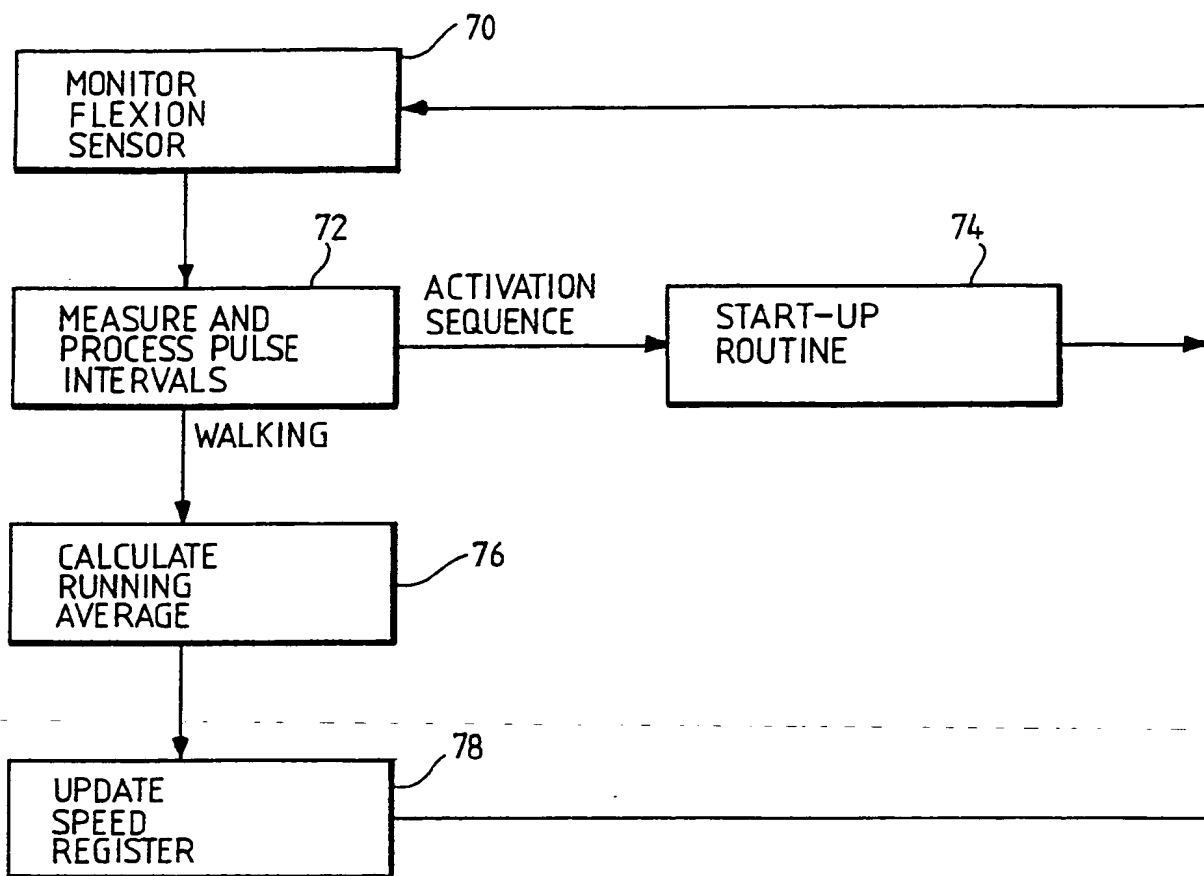 70
MONITOR
FLEXION
SENSOR
72
74
MEASURE AND
PROCESS PULSE
INTERVALS
ACTIVATION
SEQUENCE
START-UP
ROUTINE
WALKING
CALCULATE
RUNNING
AVERAGE
76
78
UPDATE
SPEED
REGISTER